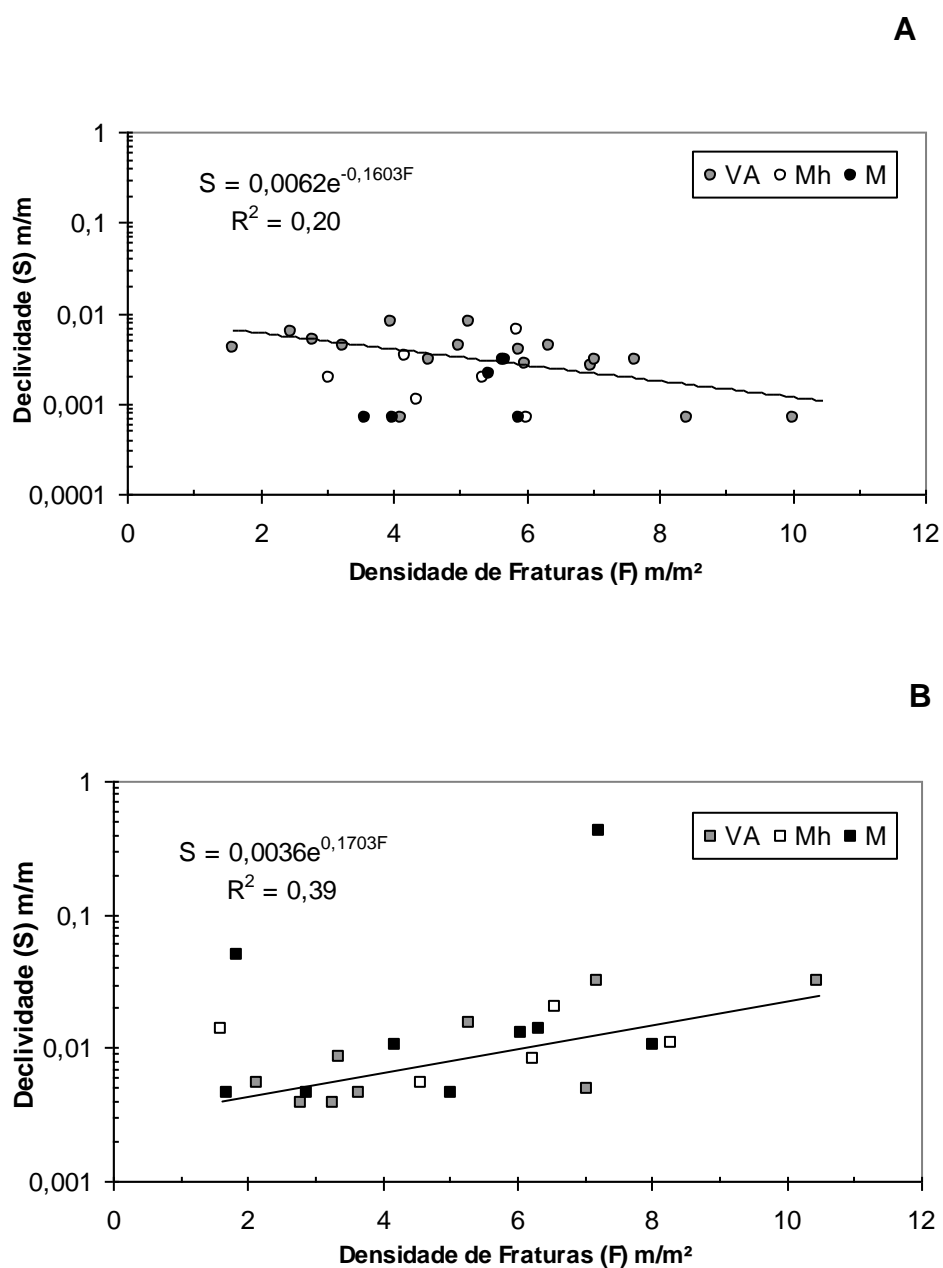 A
1
0,1
0,01
0,001
0,0001
Declividade (S) m/m
S = 0,0062e^-0,1603F
R² = 0,20
VA Mh M
0 2 4 6 8 10 12
Densidade de Fraturas (F) m/m²
B
1
0,1
0,01
0,001
Declividade (S) m/m
S = 0,0036e^0,1703F
R² = 0,39
VA Mh M
0 2 4 6 8 10 12
Densidade de Fraturas (F) m/m²